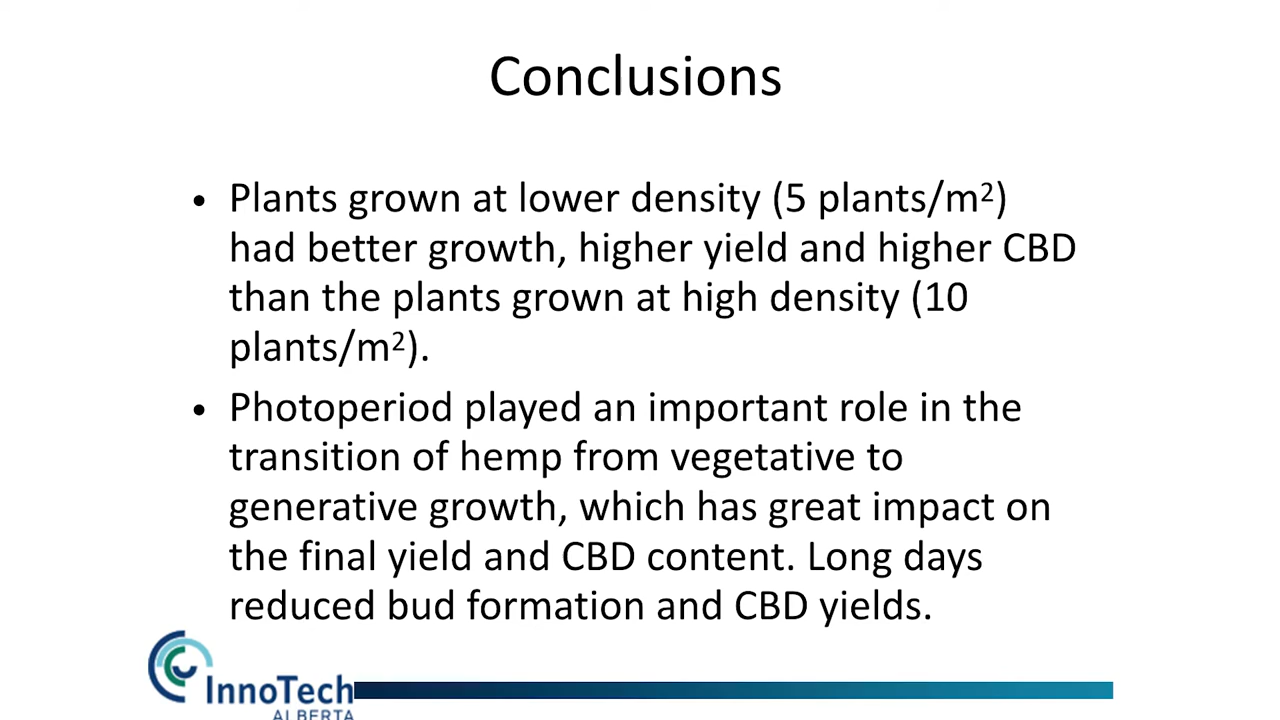 Conclusions
• Plants grown at lower density (5 plants/m²)
had better growth, higher yield and higher CBD
than the plants grown at high density (10
plants/m²).
• Photoperiod played an important role in the
transition of hemp from vegetative to
generative growth, which has great impact on
the final yield and CBD content. Long days
reduced bud formation and CBD yields.
InnoTech
ALBERTA